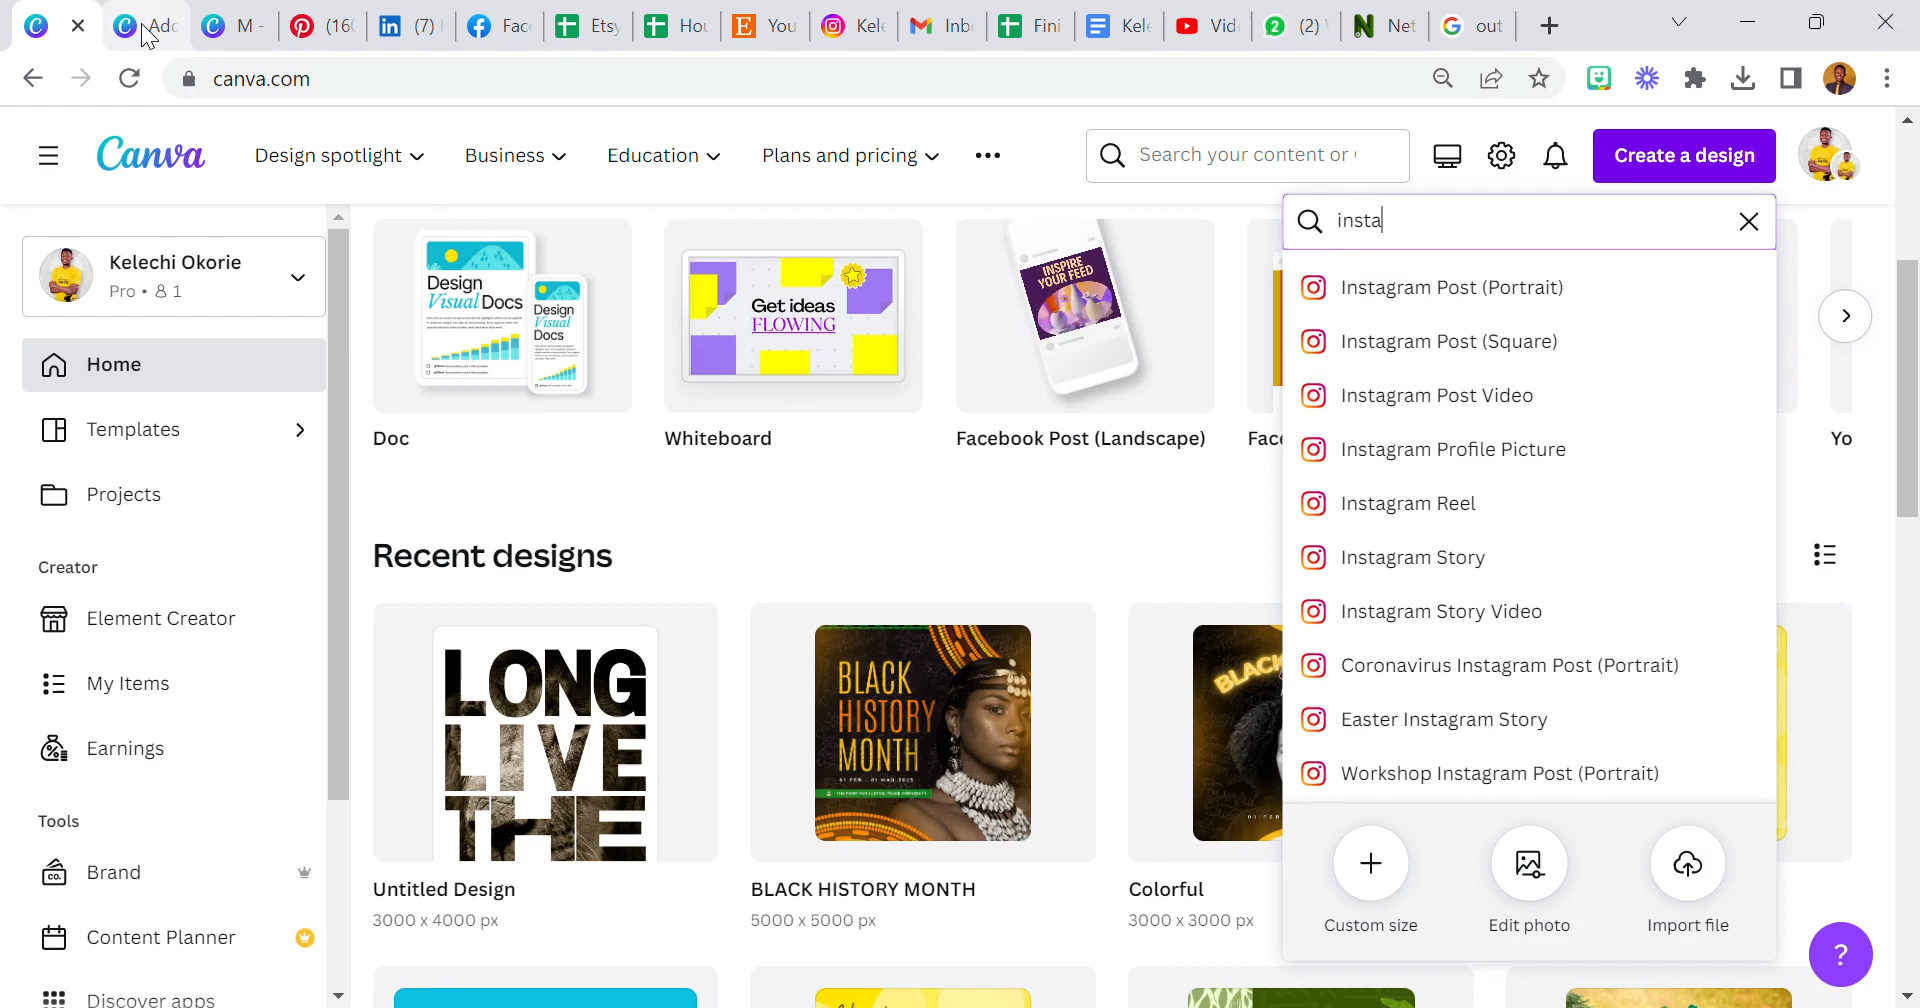 Adc
M -
(160
(7)
Fac
Etsy
Hou
You
Kele
Inb
Fini
Kele
Vid
(2)
Net
out
canva.com
Canva
Design spotlight
Business
Education
Plans and pricing
Search your content or
Create a design
insta
Kelechi Okorie
Pro • 1
Home
Templates
Projects
Creator
Element Creator
My Items
Earnings
Tools
Brand
Content Planner
Discover apps
Design
Visual Docs
Design
Visual
Docs
Doc
Get ideas
FLOWING
Whiteboard
INSPIRE
YOUR FEED
Facebook Post (Landscape)
Face
Yo
Recent designs
LONG
LIVE
THE
Untitled Design
3000 x 4000 px
BLACK
HISTORY
MONTH
BLACK HISTORY MONTH
5000 x 5000 px
BLACK
Colorful
3000 x 3000 px
Instagram Post (Portrait)
Instagram Post (Square)
Instagram Post Video
Instagram Profile Picture
Instagram Reel
Instagram Story
Instagram Story Video
Coronavirus Instagram Post (Portrait)
Easter Instagram Story
Workshop Instagram Post (Portrait)
Custom size
Edit photo
Import file
?